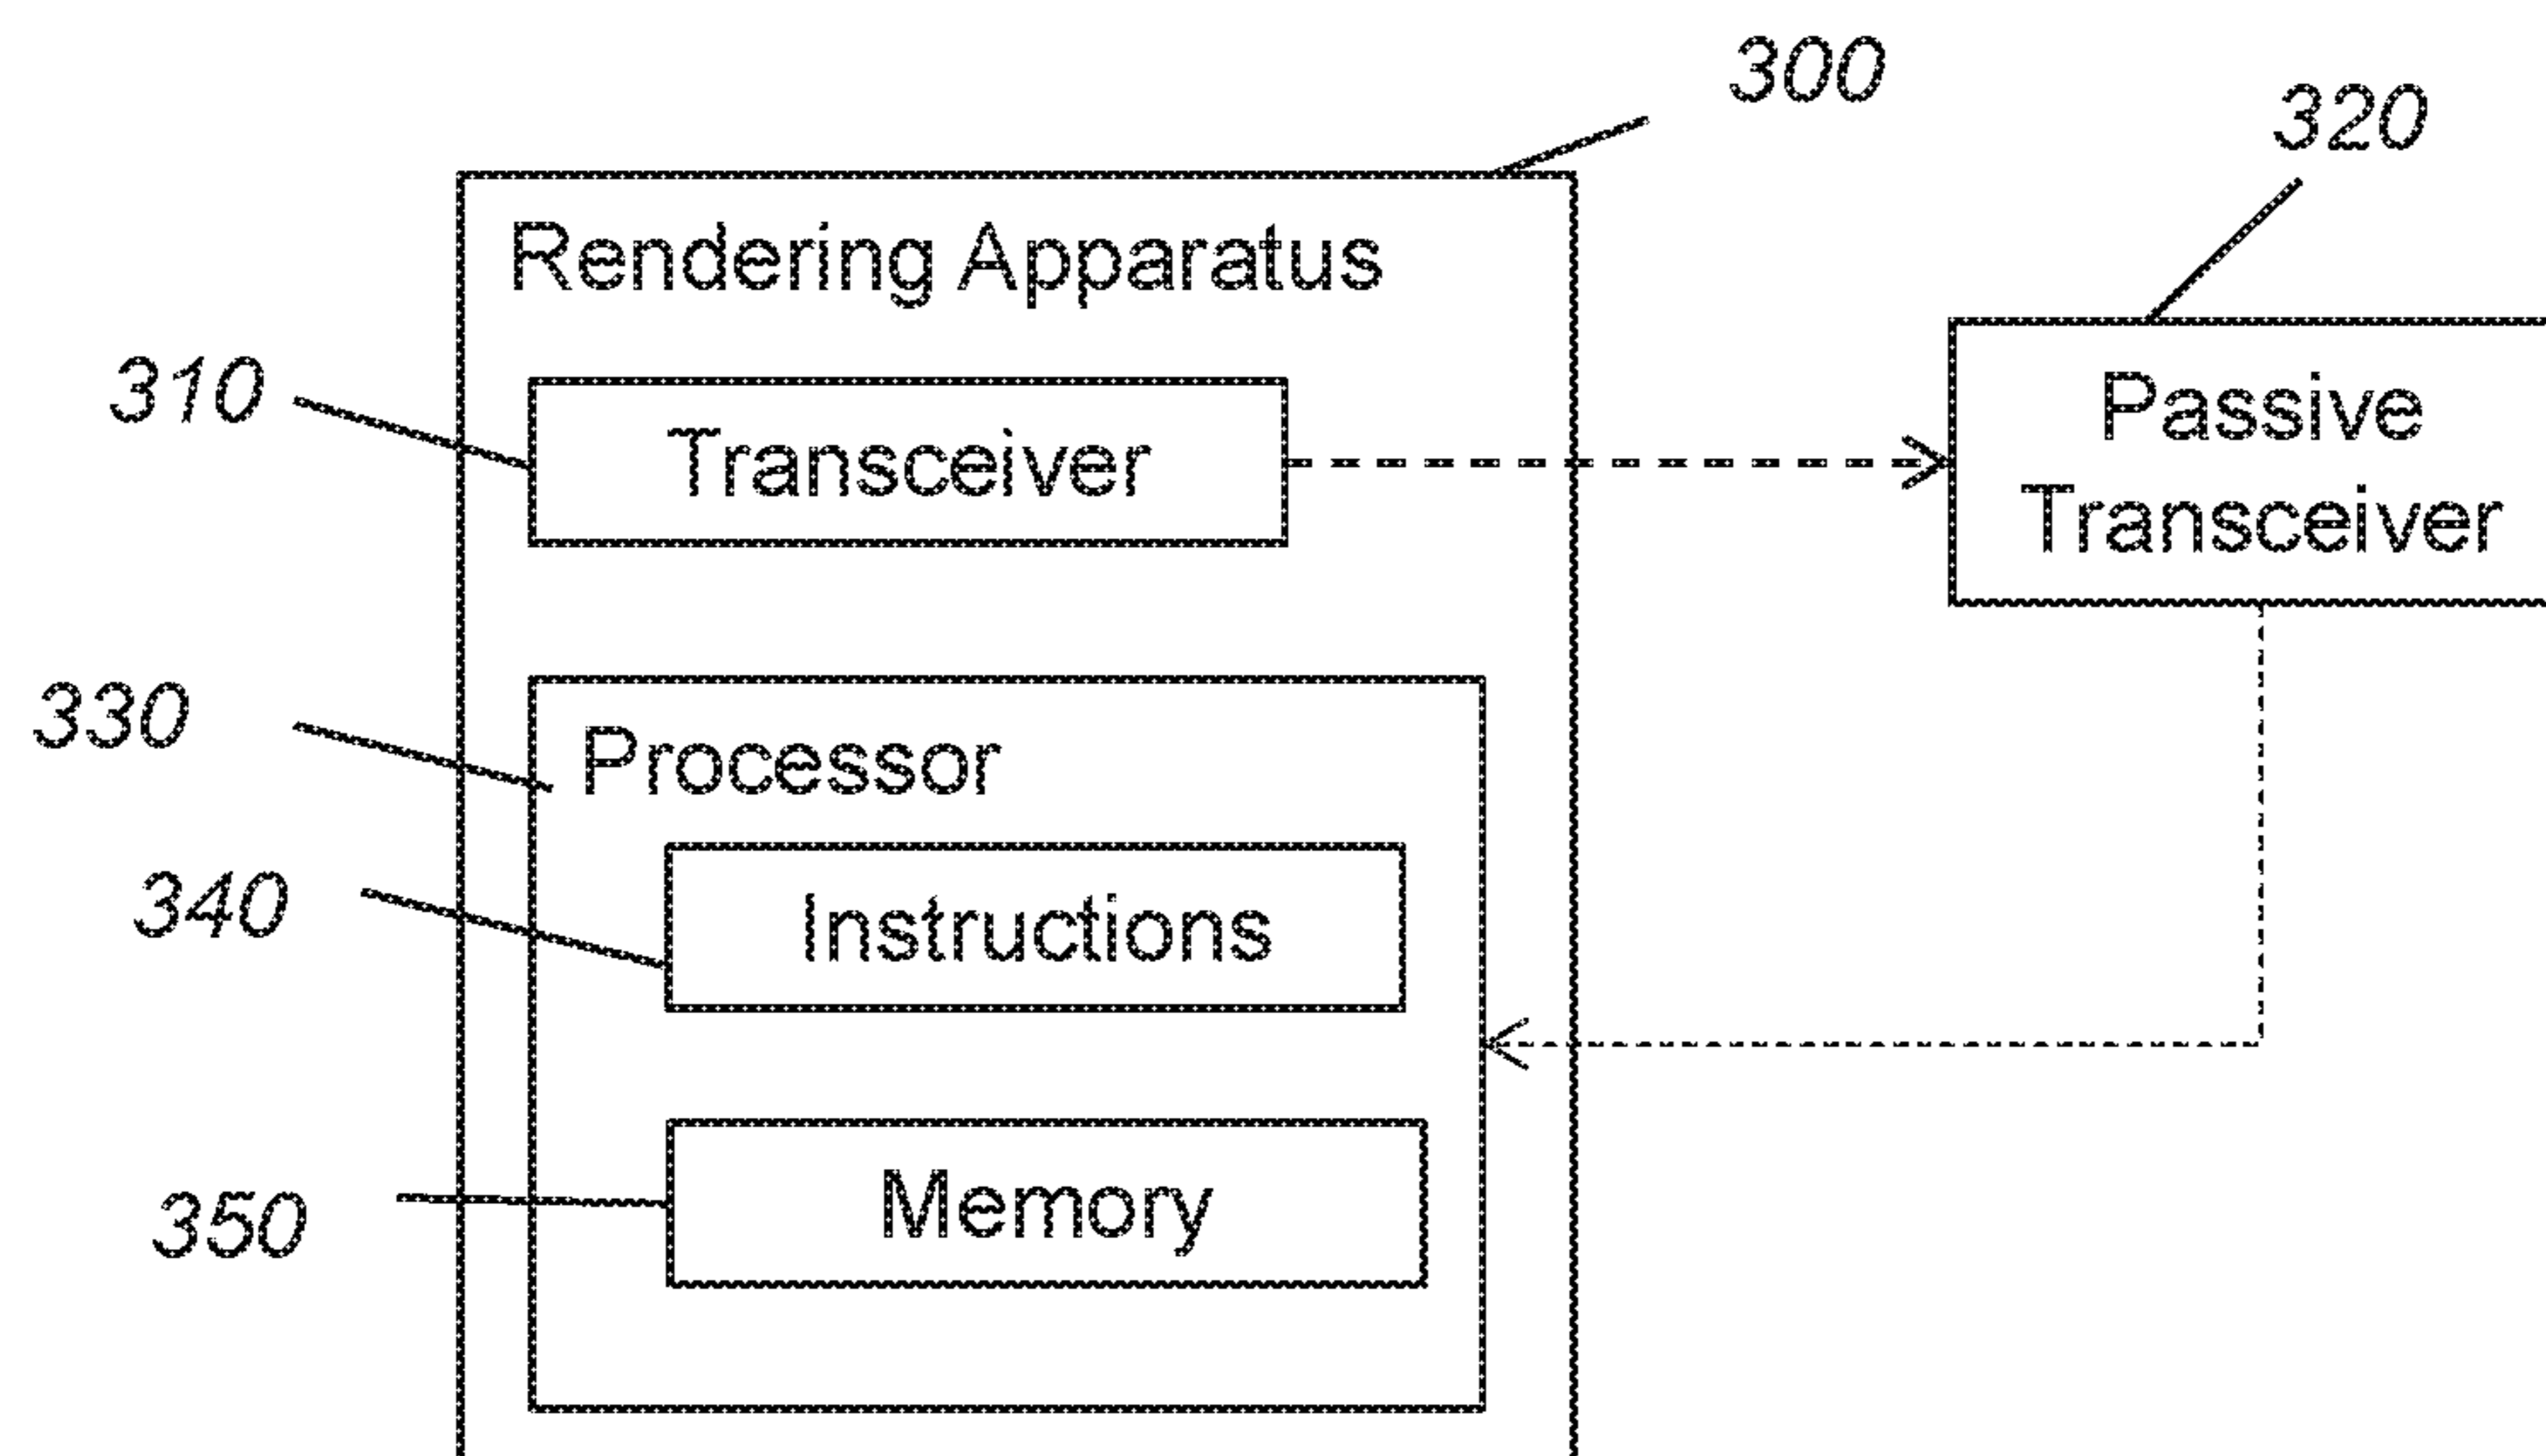 300
320
Rendering Apparatus
310
Transceiver
Passive
Transceiver
330
Processor
340
Instructions
350
Memory